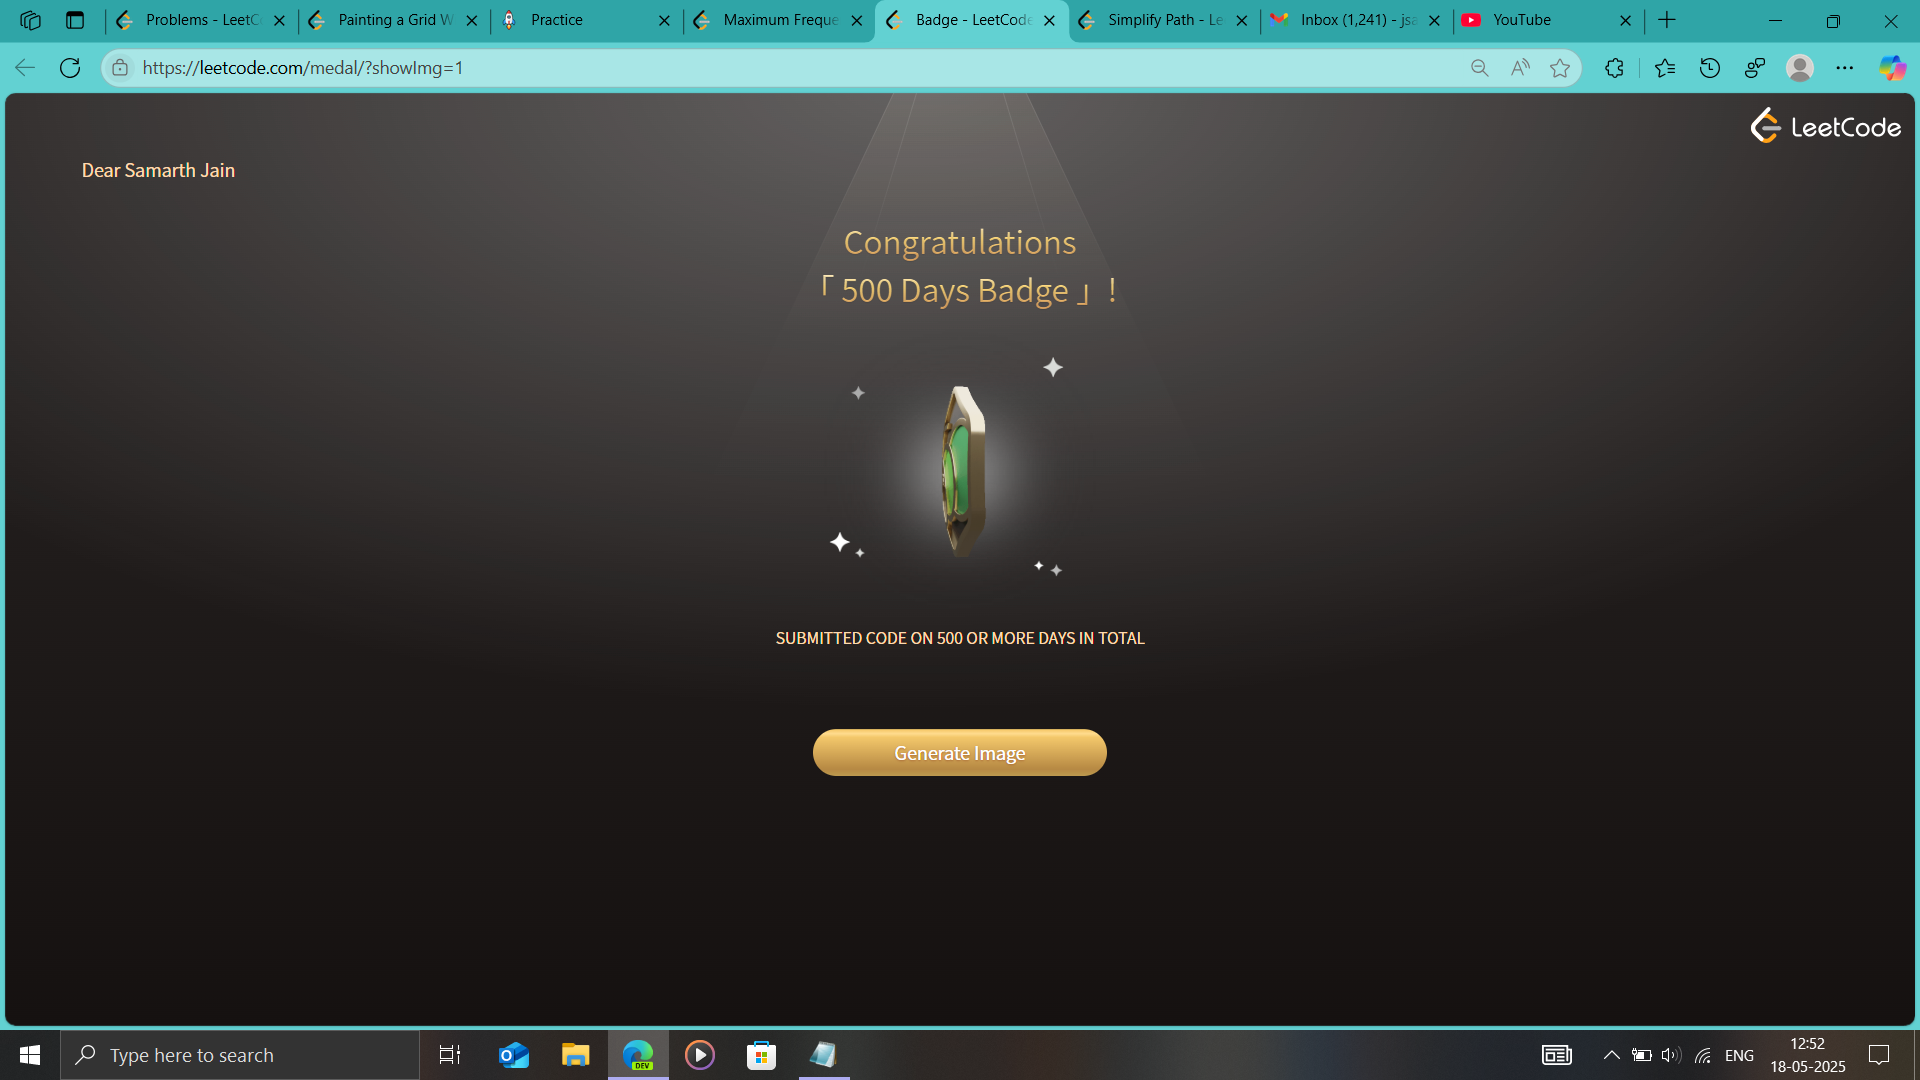 Problems - LeetC
Painting a Grid W
Practice
Maximum Freque
Badge - LeetCode
Simplify Path - Le
Inbox (1,241) - jsa
YouTube
https://leetcode.com/medal/?showImg=1
LeetCode
Dear Samarth Jain
Congratulations
「 500 Days Badge 」!
SUBMITTED CODE ON 500 OR MORE DAYS IN TOTAL
Generate Image
Type here to search
DEV
ENG
12:52
18-05-2025